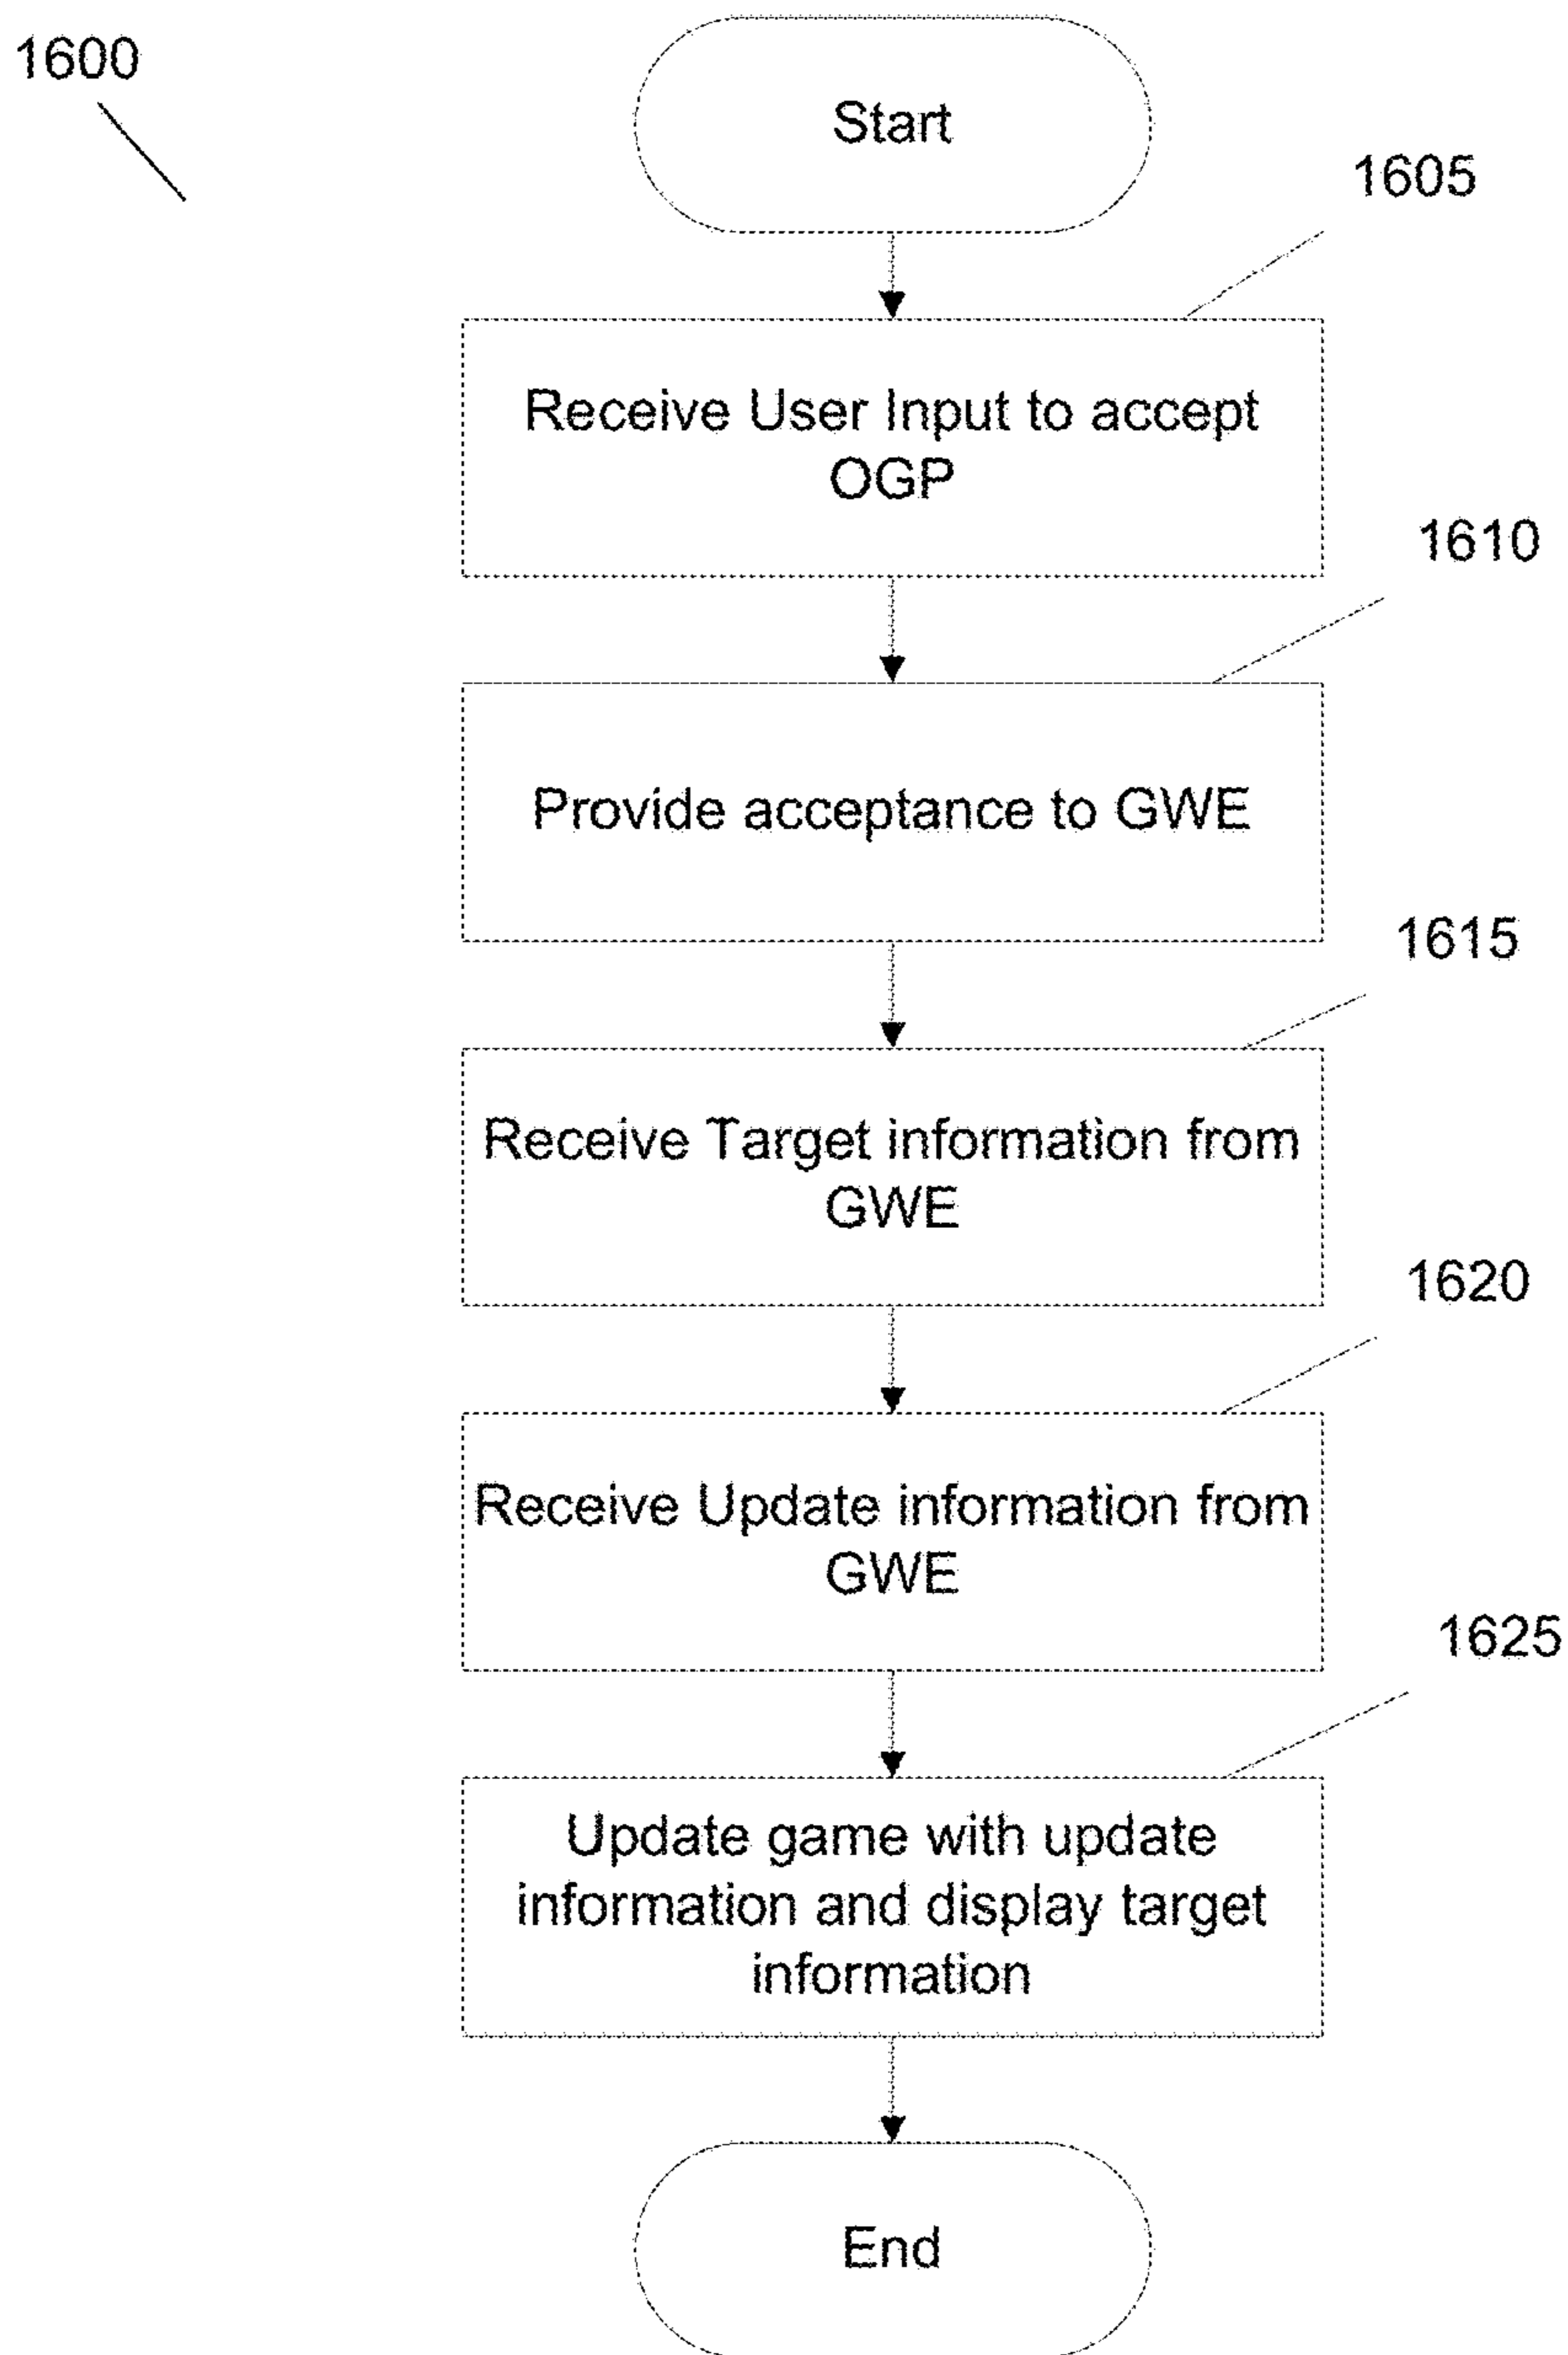 1600
Start
1605
Receive User Input to accept
OGP
1610
Provide acceptance to GWE
1615
Receive Target information from
GWE
1620
Receive Update information from
GWE
1625
Update game with update
information and display target
information
End